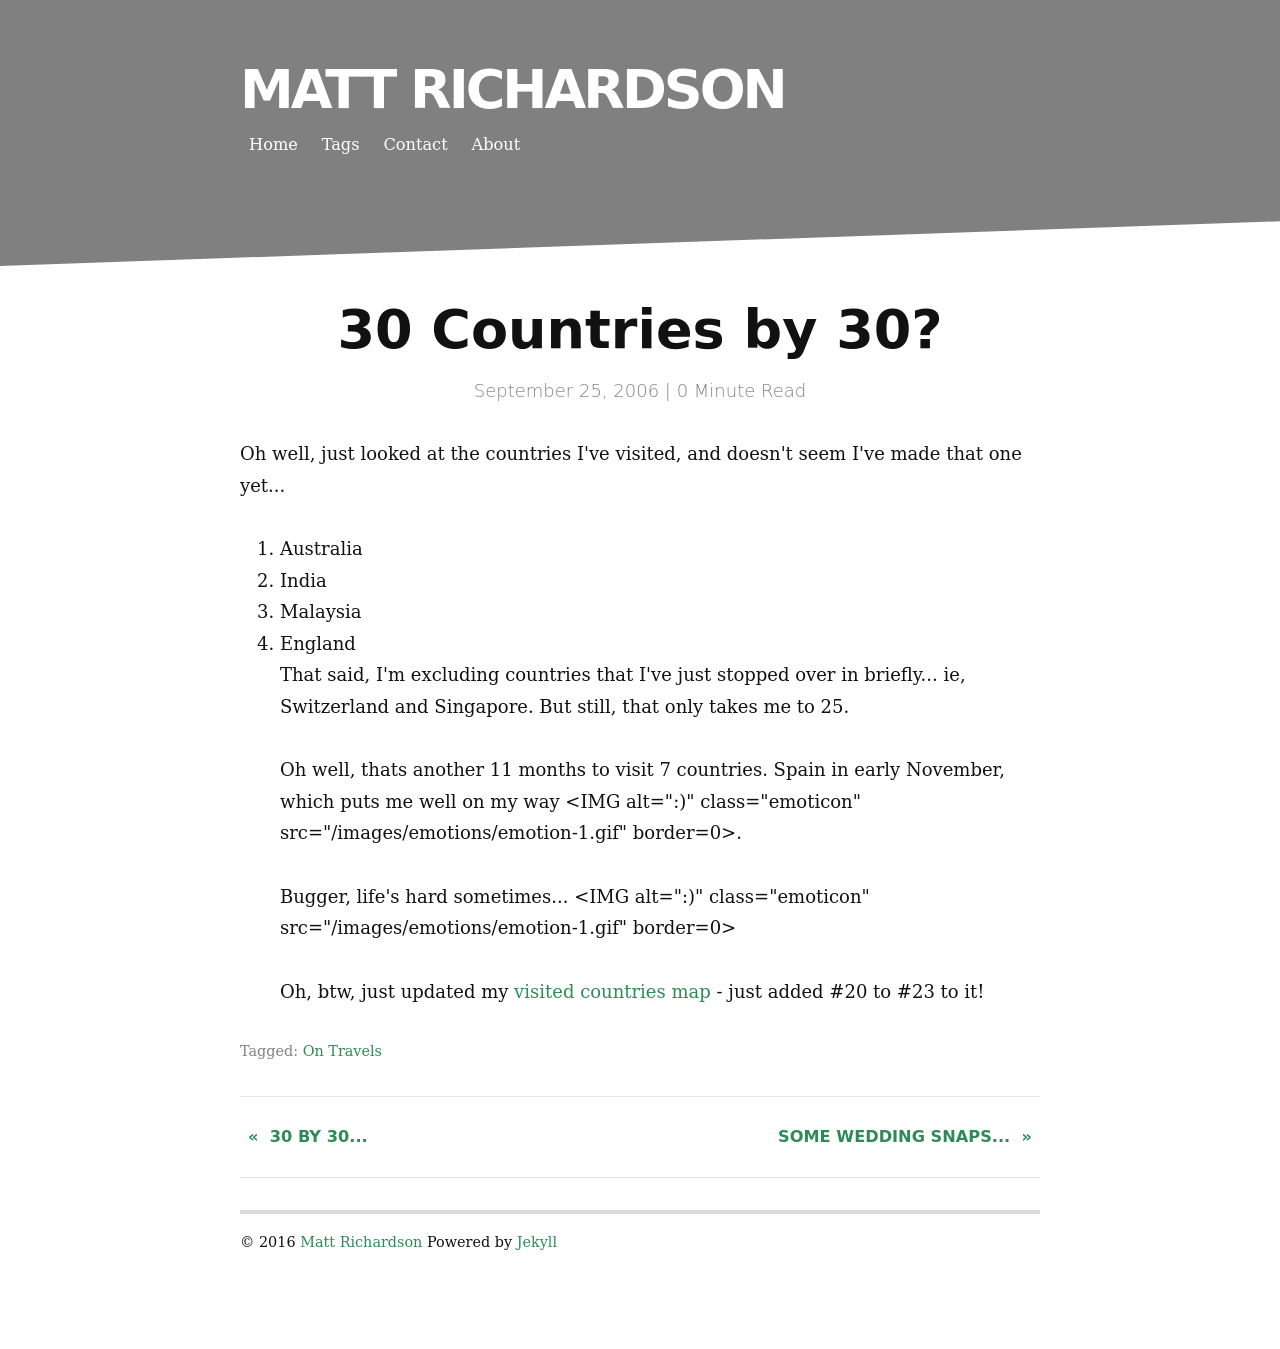 MATT RICHARDSON
Home Tags Contact About
30 Countries by 30?
September 25, 2006 | 0 Minute Read
Oh well, just looked at the countries I've visited, and doesn't seem I've made that one
yet...
1. Australia
2. India
3. Malaysia
4. England
That said, I'm excluding countries that I've just stopped over in briefly... ie,
Switzerland and Singapore. But still, that only takes me to 25.
Oh well, thats another 11 months to visit 7 countries. Spain in early November,
which puts me well on my way <IMG alt=":)" class="emoticon"
src="/images/emotions/emotion-1.gif" border=0>.
Bugger, life's hard sometimes... <IMG alt=":)" class="emoticon"
src="/images/emotions/emotion-1.gif" border=0>
Oh, btw, just updated my visited countries map - just added #20 to #23 to it!
Tagged: On Travels
« 30 BY 30... SOME WEDDING SNAPS... »
© 2016 Matt Richardson Powered by Jekyll